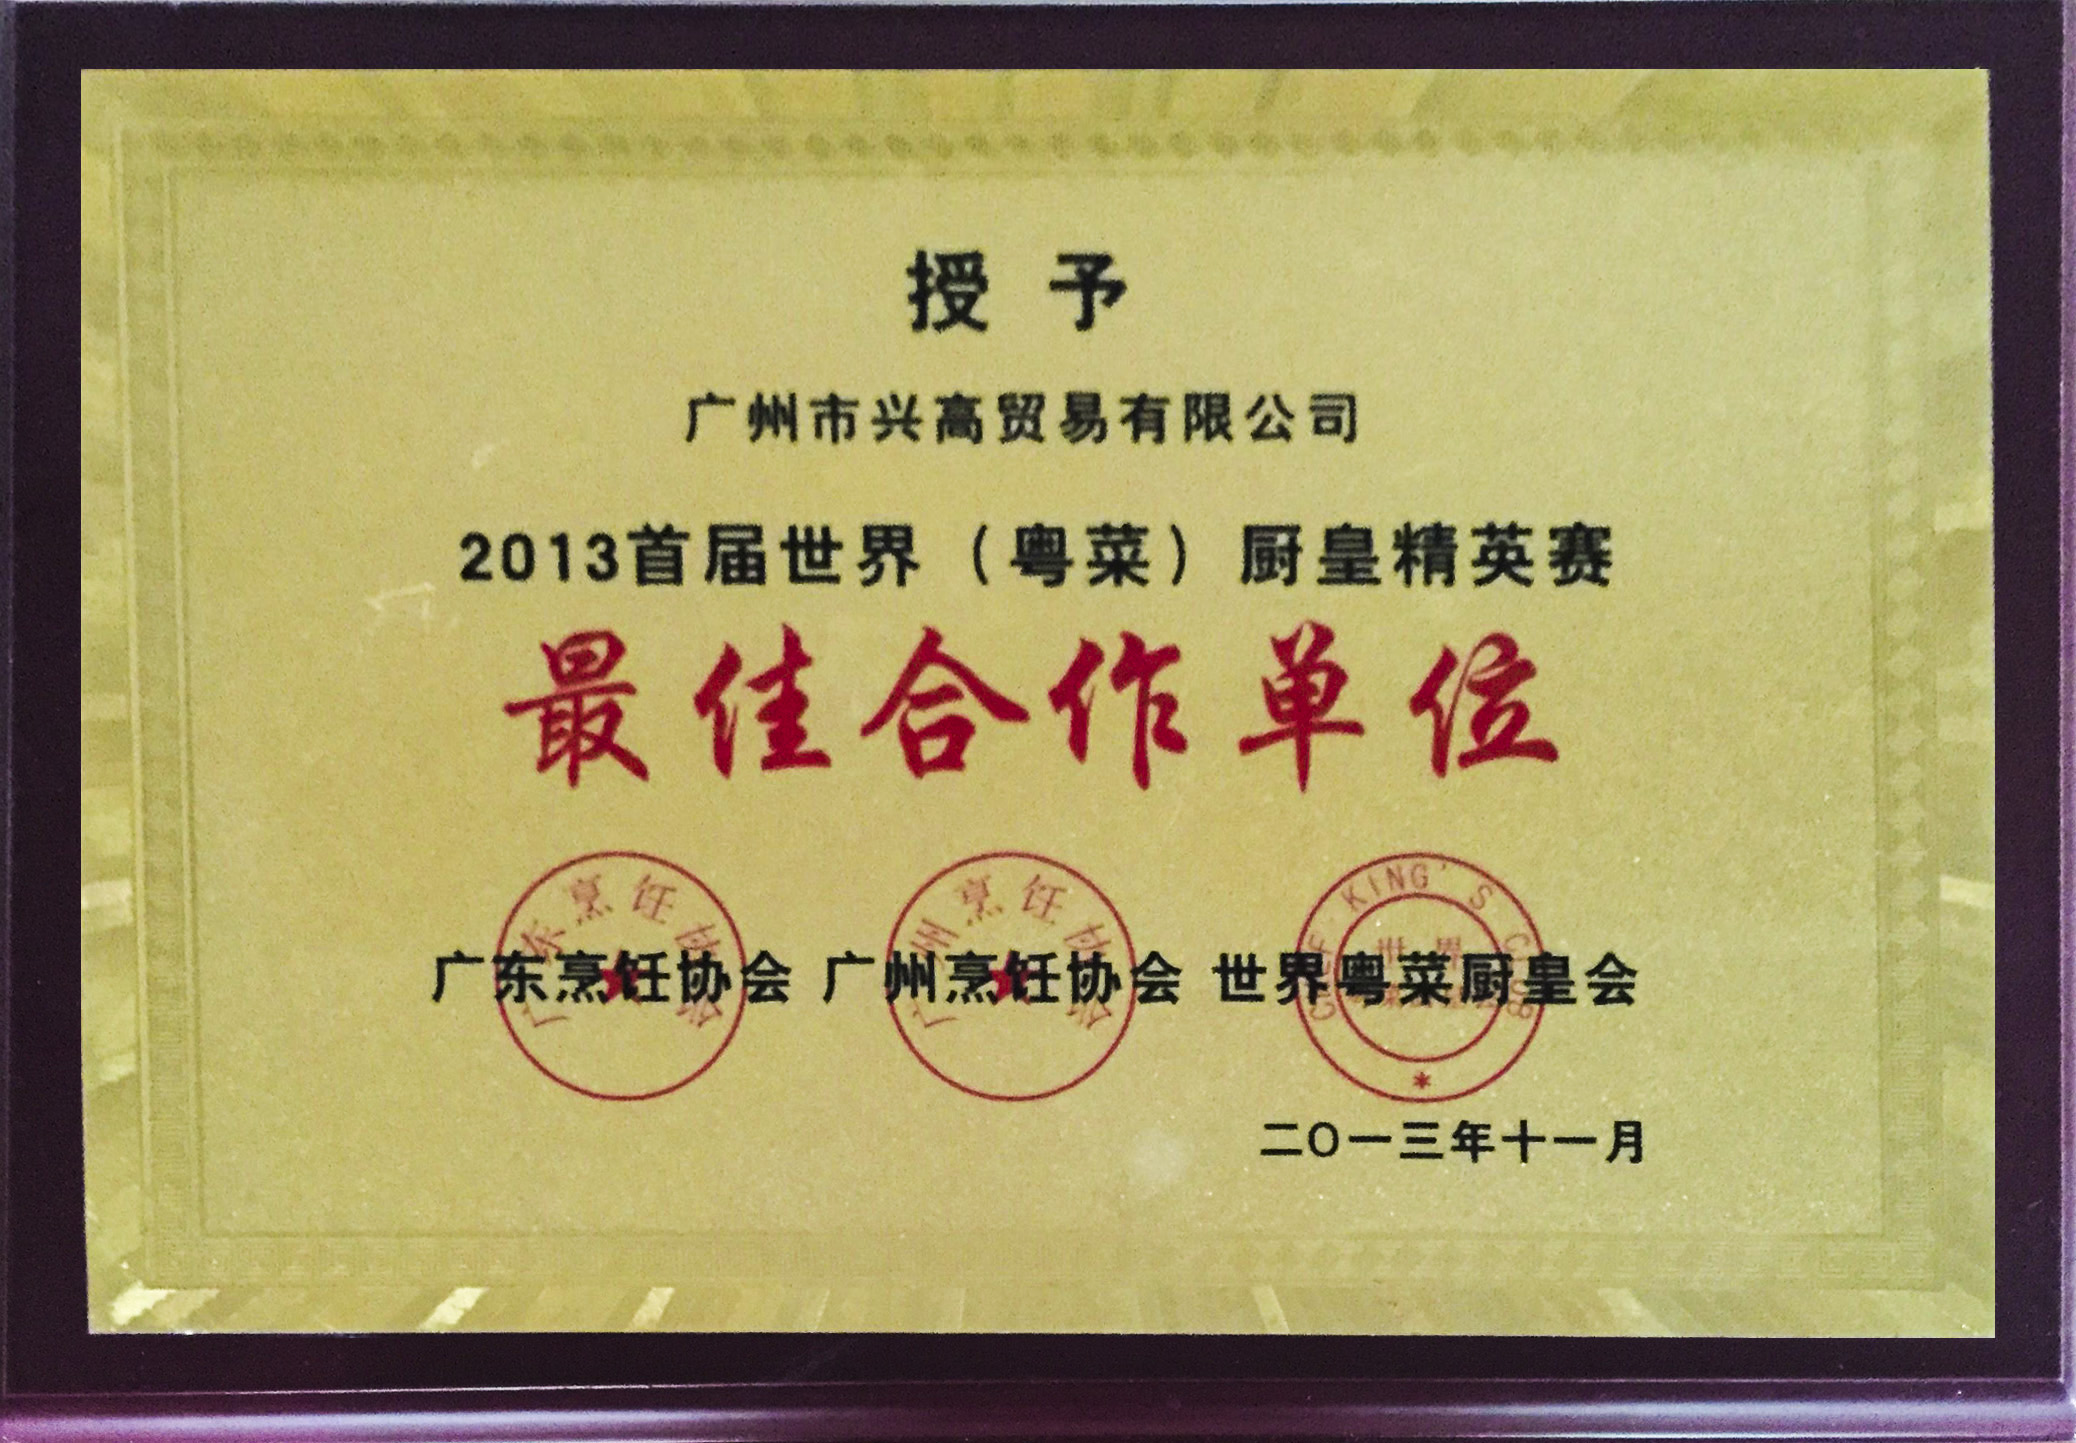 授予
广州市兴高贸易有限公司
2013首届世界（粤菜）厨皇精英赛
最佳合作单位
广东烹饪协会 广州烹饪协会 世界粤菜厨皇会
广东烹饪协会
广州烹饪协会
KING'S
世界
二〇一三年十一月